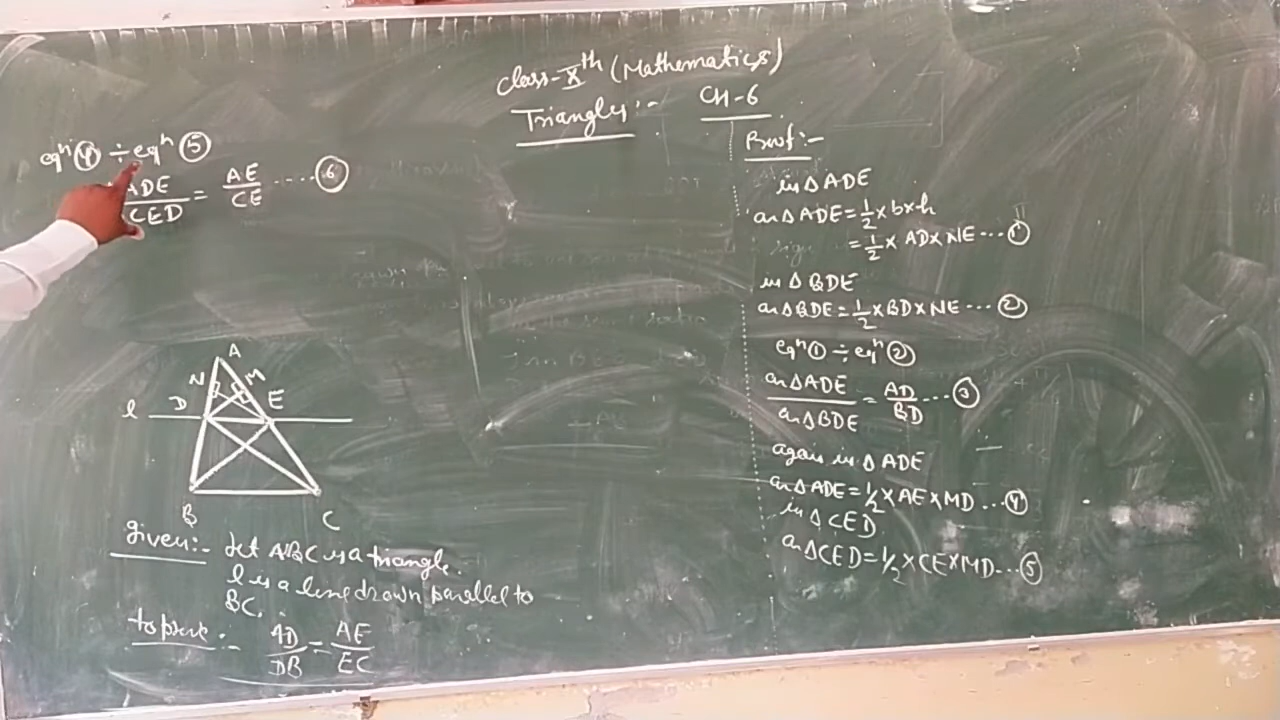 Class-Xth (Mathematics)
Triangles :- CH-6
eqⁿ ④ ÷ eqⁿ ⑤
ADE/CED = AE/CE ..... ⑥
A
N M
l D E
B C
given:- Let ABC is a triangle.
l is a line drawn parallel to
BC.
to prove :- AD/DB = AE/EC
Proof:-
in Δ ADE
ar Δ ADE = 1/2 × b × h
= 1/2 × AD × NE ... ①
in Δ BDE
ar Δ BDE = 1/2 × BD × NE ... ②
eqⁿ ① ÷ eqⁿ ②
ar Δ ADE/ar Δ BDE = AD/BD .... ③
again in Δ ADE
ar Δ ADE = 1/2 × AE × MD ... ④
in Δ CED
ar Δ CED = 1/2 × CE × MD ... ⑤